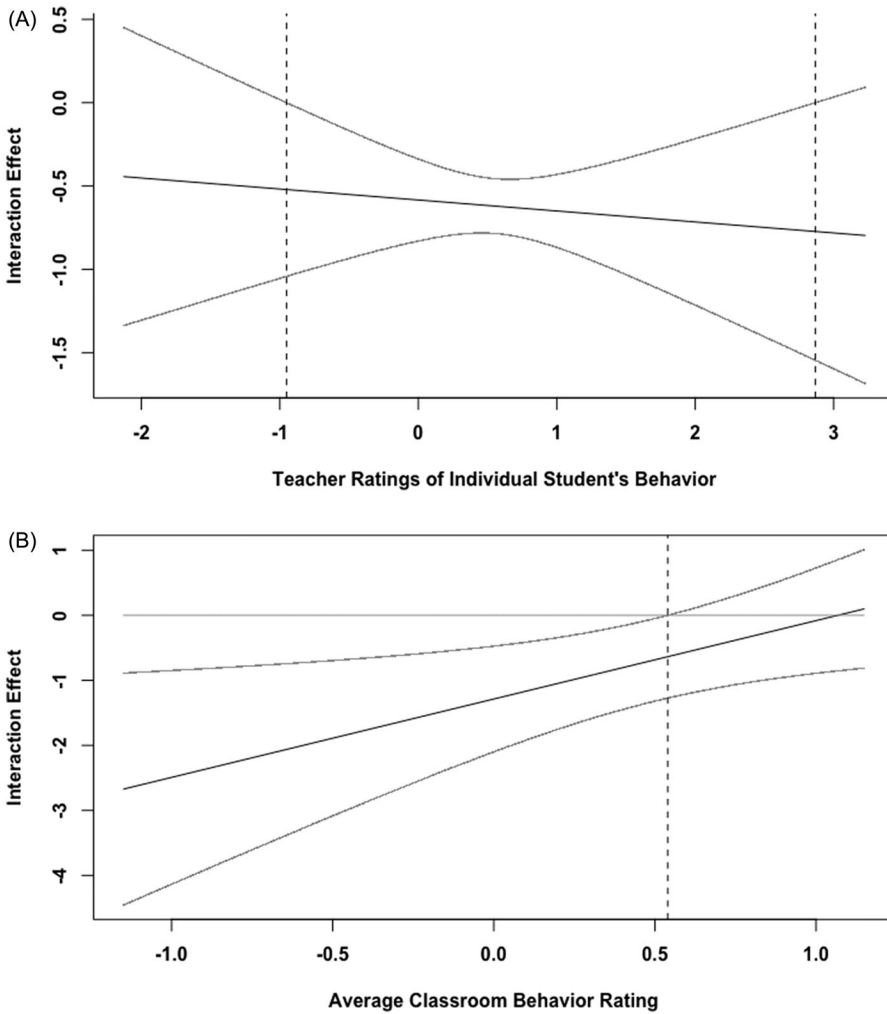 (A)
Interaction Effect
0.5
0.0
-0.5
-1.0
-1.5
-2 -1 0 1 2 3
Teacher Ratings of Individual Student's Behavior
(B)
Interaction Effect
1
0
-1
-2
-3
-4
-1.0 -0.5 0.0 0.5 1.0
Average Classroom Behavior Rating